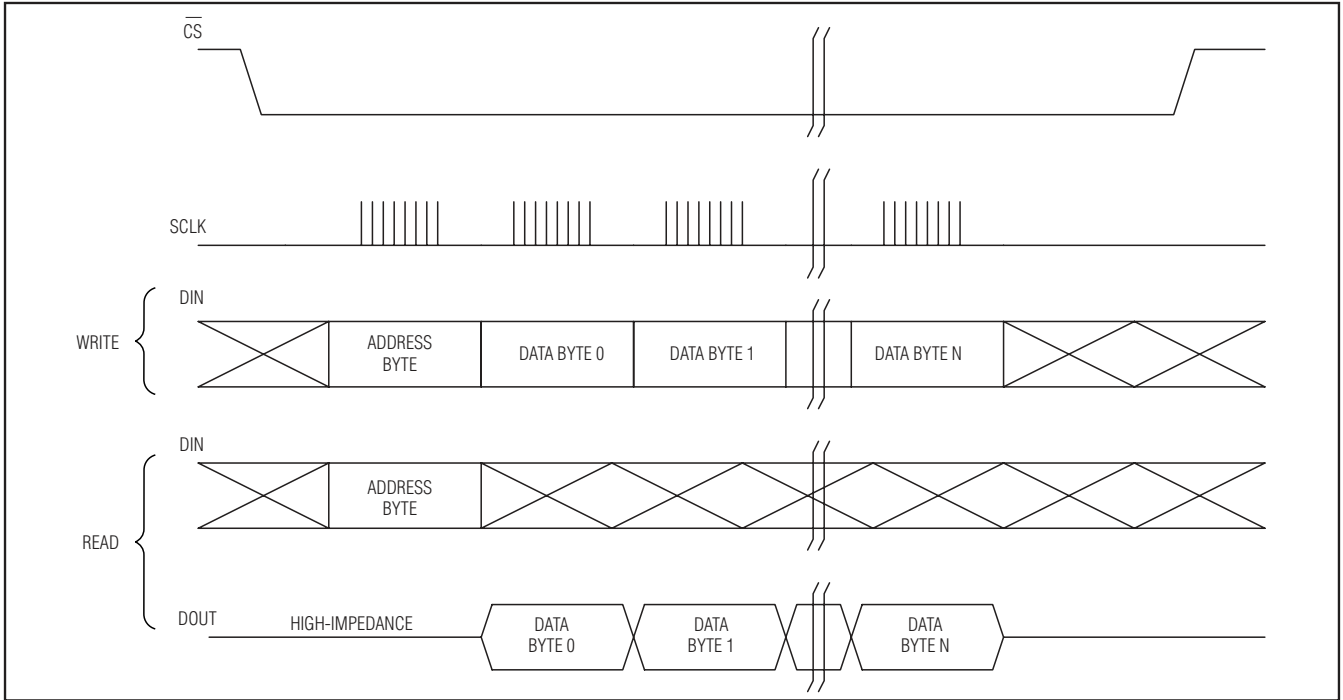 CS
SCLK
DIN
WRITE
ADDRESS
BYTE
DATA BYTE 0
DATA BYTE 1
DATA BYTE N
DIN
ADDRESS
BYTE
READ
DOUT
HIGH-IMPEDANCE
DATA
BYTE 0
DATA
BYTE 1
DATA
BYTE N